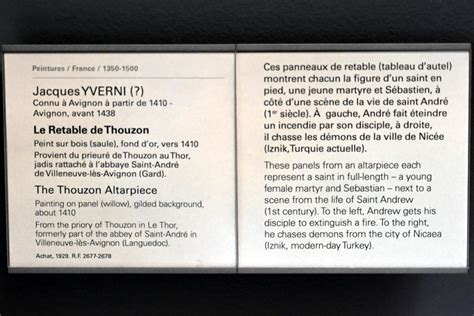 Peintures / France / 1350-1500
Jacques YVERNI (?)
Connu à Avignon à partir de 1410 -
Avignon, avant 1438
Le Retable de Thouzon
Peint sur bois (saule), fond d'or, vers 1410
Provient du prieuré de Thouzon au Thor,
jadis rattaché à l'abbaye Saint-André
de Villeneuve-lès-Avignon (Gard).
The Thouzon Altarpiece
Painting on panel (willow), gilded background,
about 1410
From the priory of Thouzon in Le Thor,
formerly part of the abbey of Saint-André in
Villeneuve-lès-Avignon (Languedoc).
Achat, 1929. R.F. 2677-2678
Ces panneaux de retable (tableau d'autel)
montrent chacun la figure d'un saint en
pied, une jeune martyre et Sébastien, à
côté d'une scène de la vie de saint André
(1er siècle). À gauche, André fait éteindre
un incendie par son disciple, à droite,
il chasse les démons de la ville de Nicée
(Iznik,Turquie actuelle).
These panels from an altarpiece each
represent a saint in full-length – a young
female martyr and Sebastian – next to a
scene from the life of Saint Andrew
(1st century). To the left, Andrew gets his
disciple to extinguish a fire. To the right,
he chases demons from the city of Nicaea
(Iznik, modern-day Turkey).